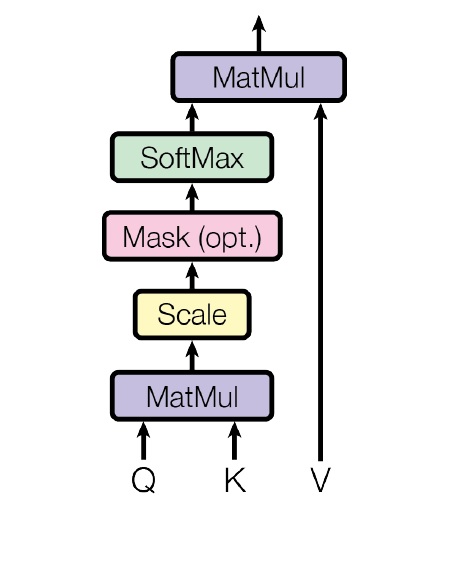 MatMul
SoftMax
Mask (opt.)
Scale
MatMul
Q K V